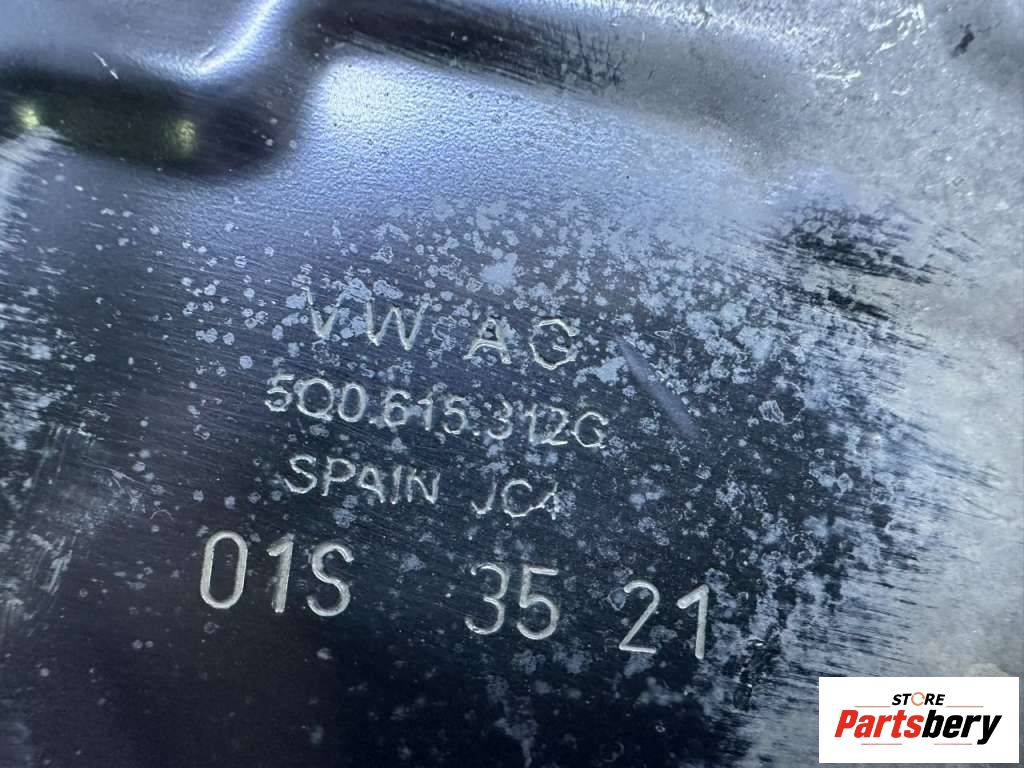 VW AG
5Q0.615.312G
SPAIN JCA
01S 35 21
STORE
Partsbery